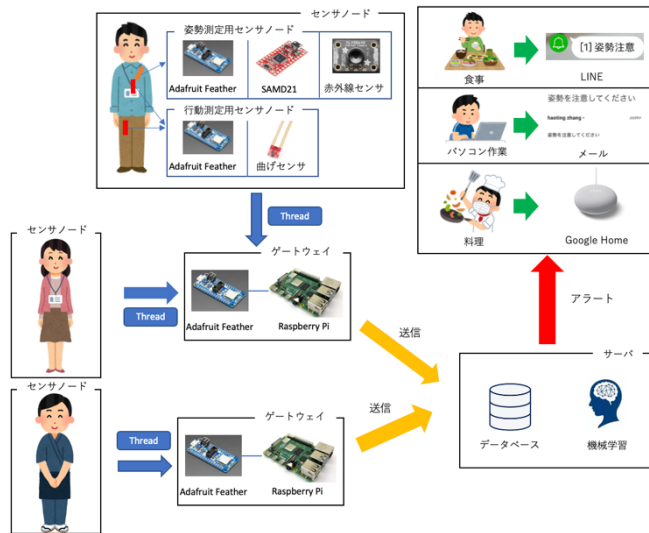 センサノード
姿勢測定用センサノード
Adafruit Feather
SAMD21
赤外線センサ
行動測定用センサノード
Adafruit Feather
曲げセンサ
食事
[1] 姿勢注意
LINE
パソコン作業
姿勢を注意してください
haoting zhang
姿勢を注意してください
メール
料理
Google Home
Thread
センサノード
Thread
ゲートウェイ
Adafruit Feather
Raspberry Pi
アラート
送信
サーバ
データベース
機械学習
センサノード
Thread
ゲートウェイ
Adafruit Feather
Raspberry Pi
送信